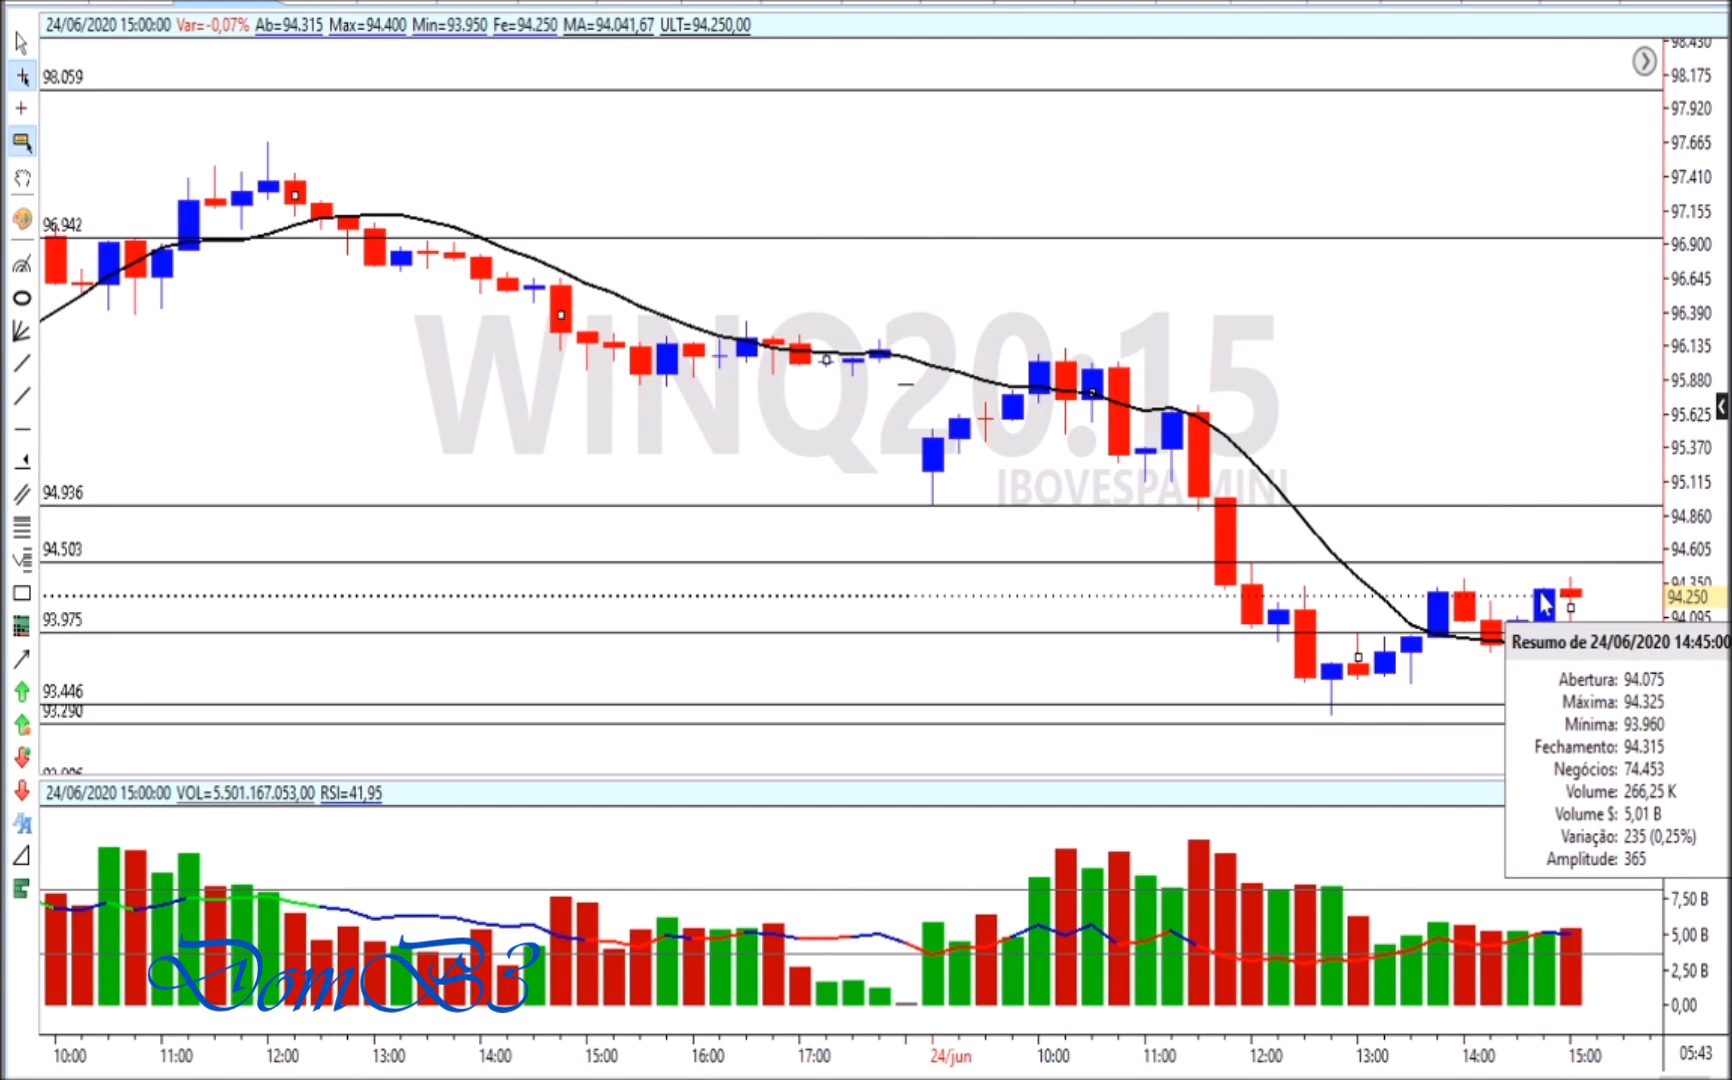 24/06/2020 15:00:00 Var=-0,07% Ab=94.315 Max=94.400 Min=93.950 Fe=94.250 MA=94.041,67 ULT=94.250,00
98.430
98.059
98.175
97.920
97.665
97.410
97.155
96.942
96.900
96.645
96.390
WINQ20:15
IBOVESPA MINI
96.135
95.880
95.625
95.370
95.115
94.936
94.860
94.605
94.503
94.350
94.250
94.095
93.975
93.446
93.290
Resumo de 24/06/2020 14:45:00
Abertura: 94.075
Máxima: 94.325
Mínima: 93.960
Fechamento: 94.315
Negócios: 74.453
Volume: 266,25 K
Volume $: 5,01 B
Variação: 235 (0,25%)
Amplitude: 365
24/06/2020 15:00:00 VOL=5.501.167.053,00 RSI=41,95
7,50 B
5,00 B
2,50 B
0,00
DomB3
10:00 11:00 12:00 13:00 14:00 15:00 16:00 17:00 24/jun 10:00 11:00 12:00 13:00 14:00 15:00 05:43